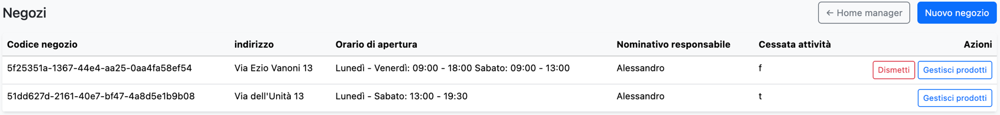 Negozi ← Home manager Nuovo negozio
Codice negozio indirizzo Orario di apertura Nominativo responsabile Cessata attività Azioni
5f25351a-1367-44e4-aa25-0aa4fa58ef54 Via Ezio Vanoni 13 Lunedì - Venerdì: 09:00 - 18:00 Sabato: 09:00 - 13:00 Alessandro f Dismetti Gestisci prodotti
51dd627d-2161-40e7-bf47-4a8d5e1b9b08 Via dell'Unità 13 Lunedì - Sabato: 13:00 - 19:30 Alessandro t Gestisci prodotti